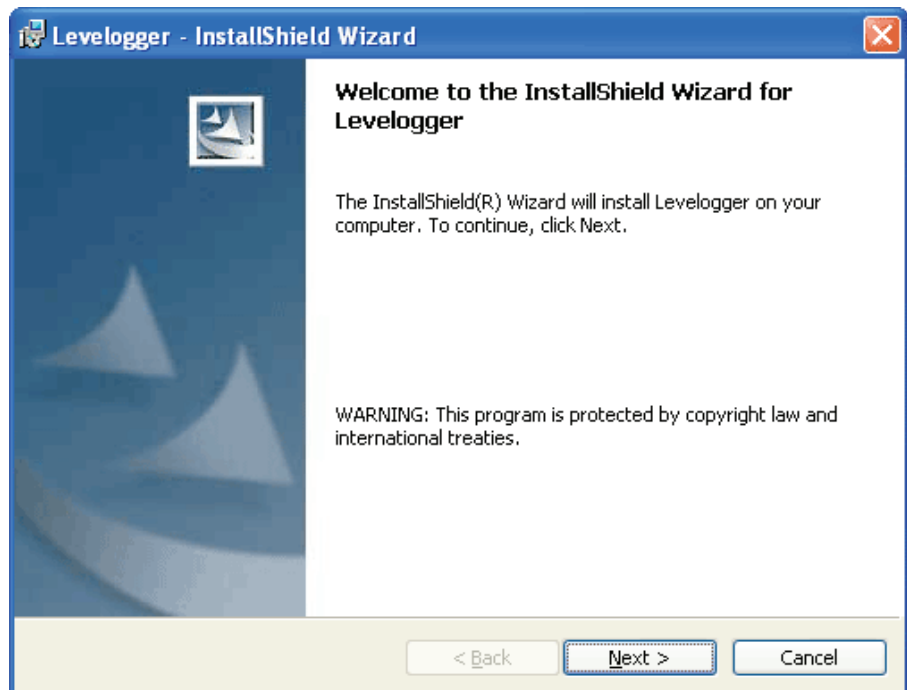 Levelogger - InstallShield Wizard
Welcome to the InstallShield Wizard for
Levelogger
The InstallShield(R) Wizard will install Levelogger on your
computer. To continue, click Next.
WARNING: This program is protected by copyright law and
international treaties.
< Back Next > Cancel